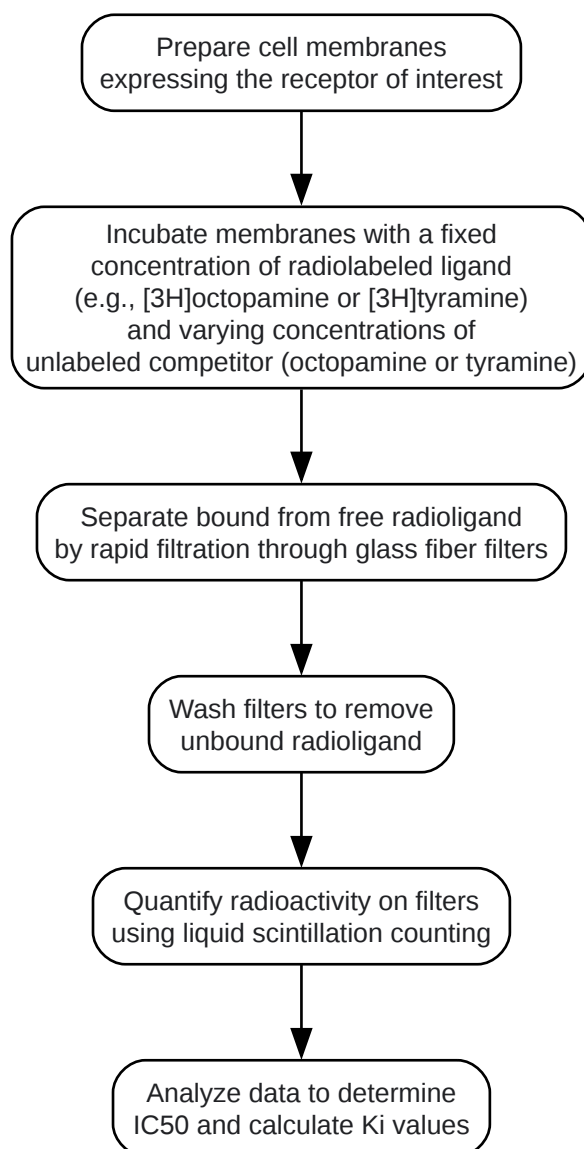 Prepare cell membranes
expressing the receptor of interest
Incubate membranes with a fixed
concentration of radiolabeled ligand
(e.g., [3H]octopamine or [3H]tyramine)
and varying concentrations of
unlabeled competitor (octopamine or tyramine)
Separate bound from free radioligand
by rapid filtration through glass fiber filters
Wash filters to remove
unbound radioligand
Quantify radioactivity on filters
using liquid scintillation counting
Analyze data to determine
IC50 and calculate Ki values